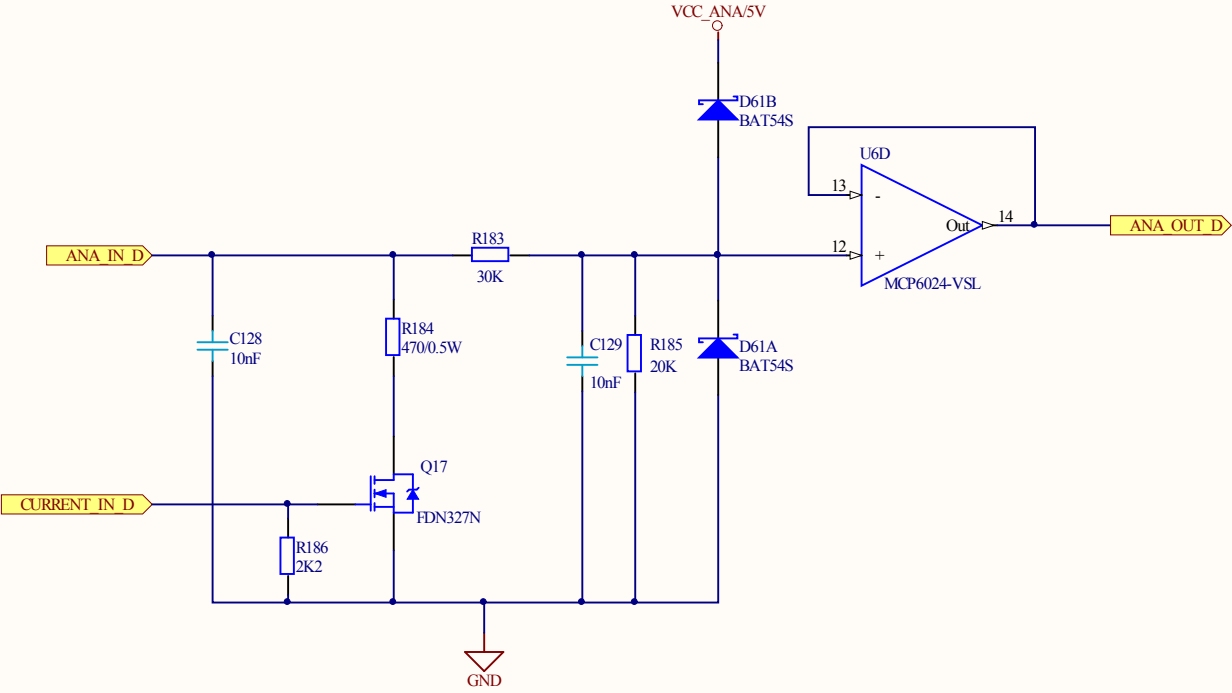 VCC_ANA/5V
D61B
BAT54S
U6D
13
-
Out
14
ANA_OUT_D
12
+
MCP6024-VSL
ANA_IN_D
R183
30K
C128
10nF
R184
470/0.5W
C129
10nF
R185
20K
D61A
BAT54S
Q17
FDN327N
CURRENT_IN_D
R186
2K2
GND